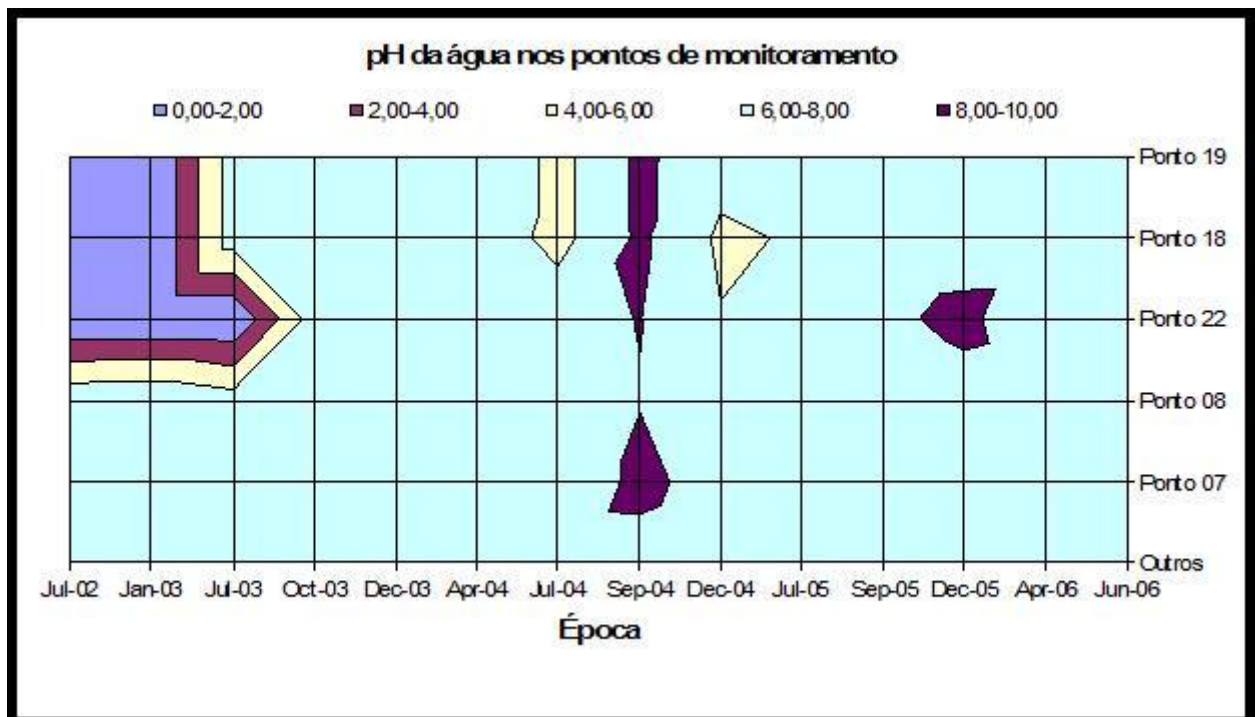 pH da água nos pontos de monitoramento
0,00-2,00 2,00-4,00 4,00-6,00 6,00-8,00 8,00-10,00
Ponto 19
Ponto 18
Ponto 22
Ponto 08
Ponto 07
Outros
Jul-02 Jan-03 Jul-03 Oct-03 Dec-03 Apr-04 Jul-04 Sep-04 Dec-04 Jul-05 Sep-05 Dec-05 Apr-06 Jun-06
Época